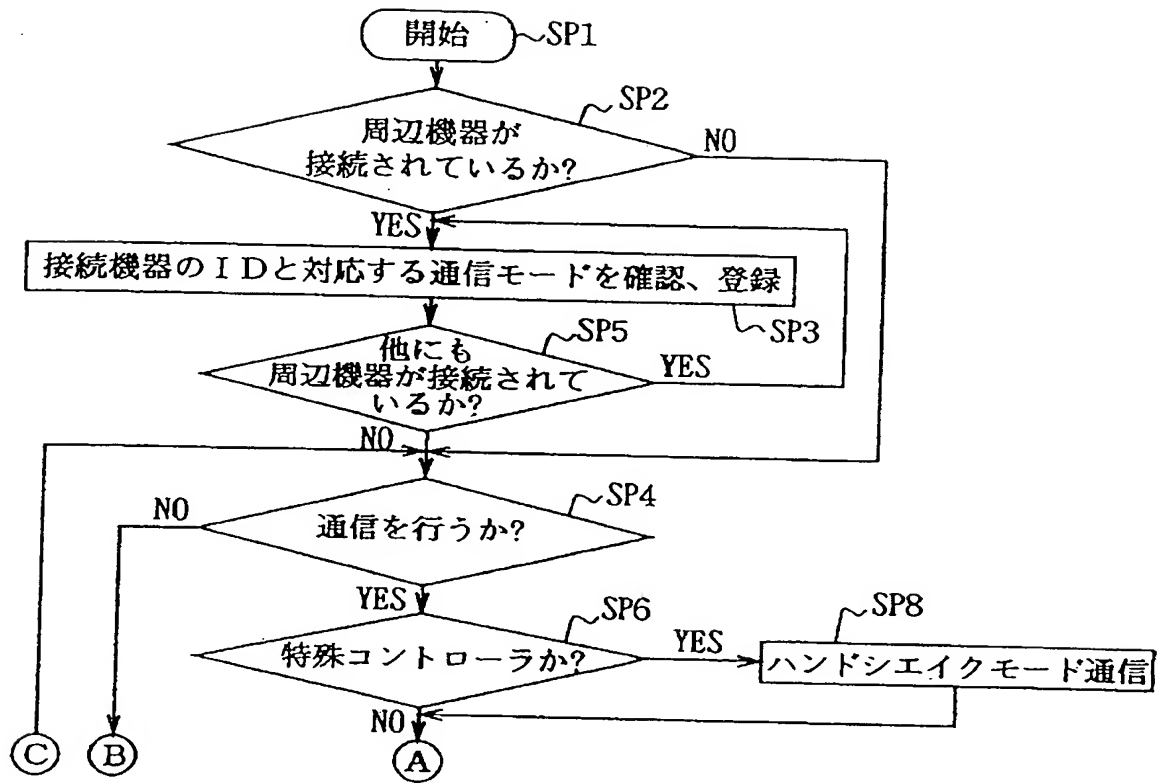 開始
SP1
SP2
周辺機器が
接続されているか?
NO
YES
接続機器のＩＤと対応する通信モードを確認、登録
SP3
SP5
他にも
周辺機器が接続されて
いるか?
YES
NO
SP4
NO
通信を行うか?
YES
SP6
SP8
特殊コントローラか?
YES
ハンドシエイクモード通信
NO
C
B
A